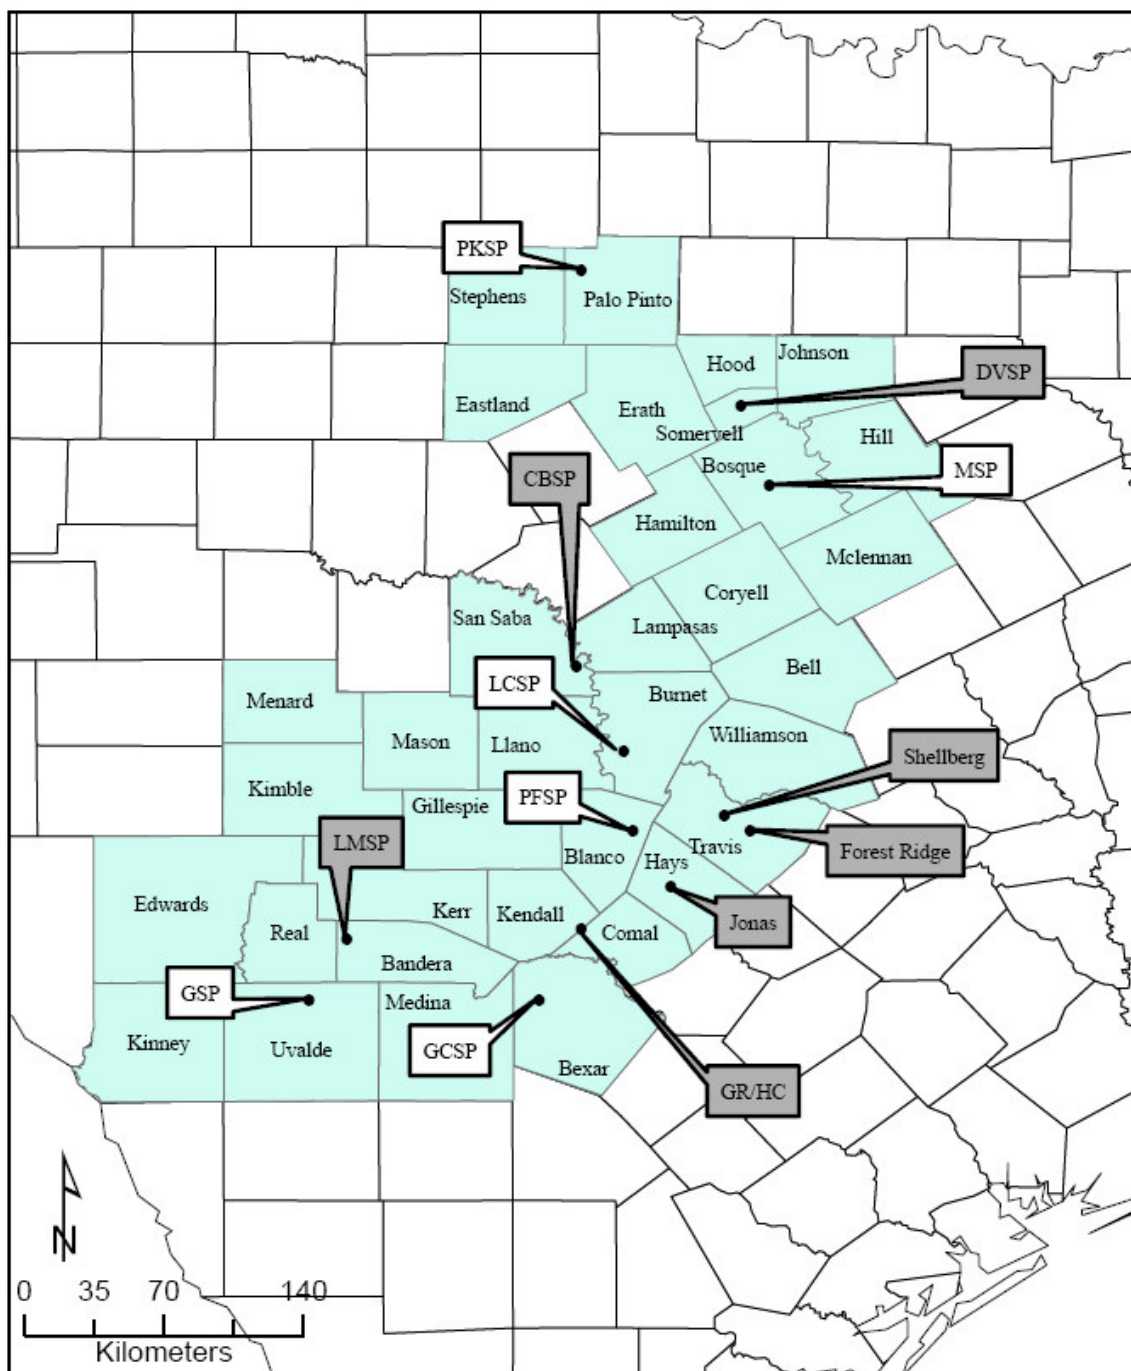 PKSP
Stephens
Palo Pinto
Hood
Johnson
DVSP
Eastland
Erath
Somervell
Hill
CBSP
Bosque
MSP
Hamilton
Mclennan
Coryell
San Saba
Lampasas
LCSP
Bell
Menard
Burnet
Mason
Llano
Williamson
Shellberg
Kimble
PFSP
Gillespie
LMSP
Travis
Forest Ridge
Blanco
Hays
Edwards
Kerr
Kendall
Jonas
Real
Comal
Bandera
GSP
Medina
Kinney
Uvalde
GCSP
Bexar
GR/HC
N
0 35 70 140
Kilometers